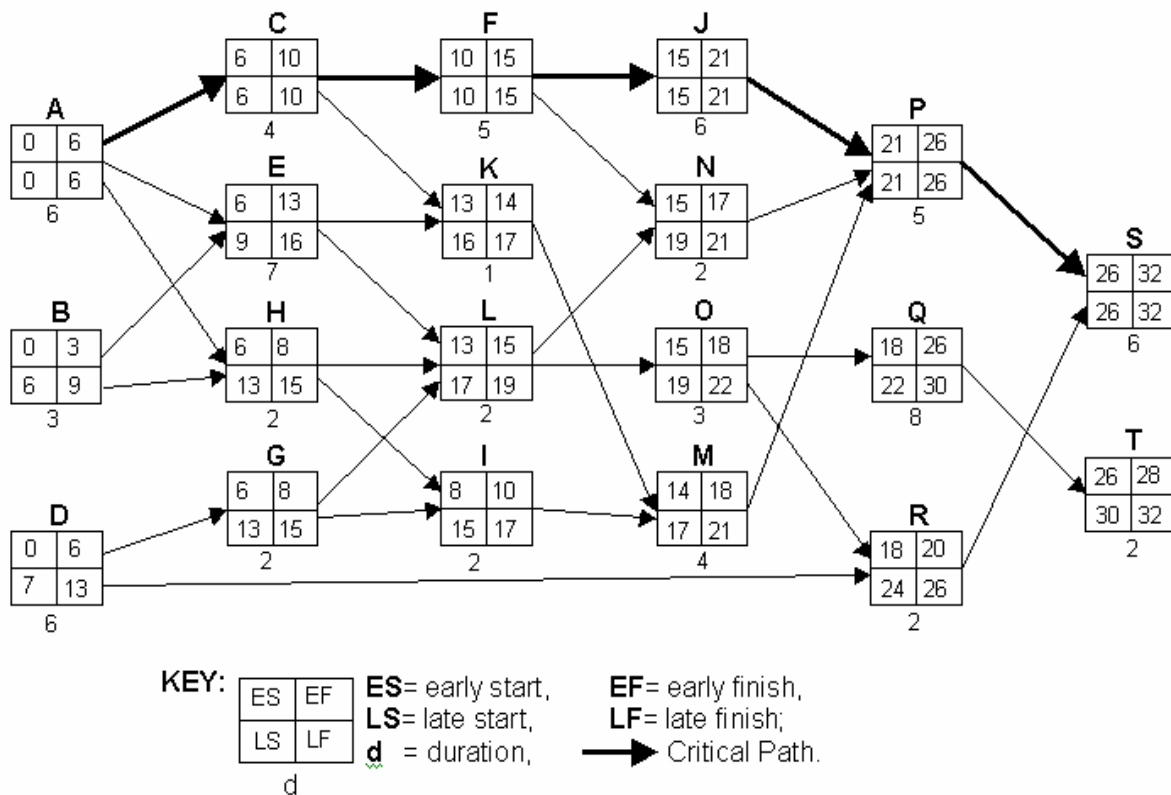 C F J
6 10 10 15 15 21
A P
6 10 10 15 15 21
0 6 4 5 6 21 26
0 6 E K N 21 26
6 6 13 13 14 15 17 5
S
9 16 16 17 19 21
7 1 2 26 32
B H L O Q 26 32
0 3 6 8 13 15 15 18 18 26 6
6 9 13 15 17 19 19 22 22 30
3 2 2 3 8
G I M T
D 6 8 8 10 14 18 R 26 28
0 6 13 15 15 17 17 21 18 20 30 32
7 13 2 2 4 24 26 2
6 2
KEY: ES EF ES= early start, EF= early finish,
LS LF LS= late start, LF= late finish;
d = duration, Critical Path.
d